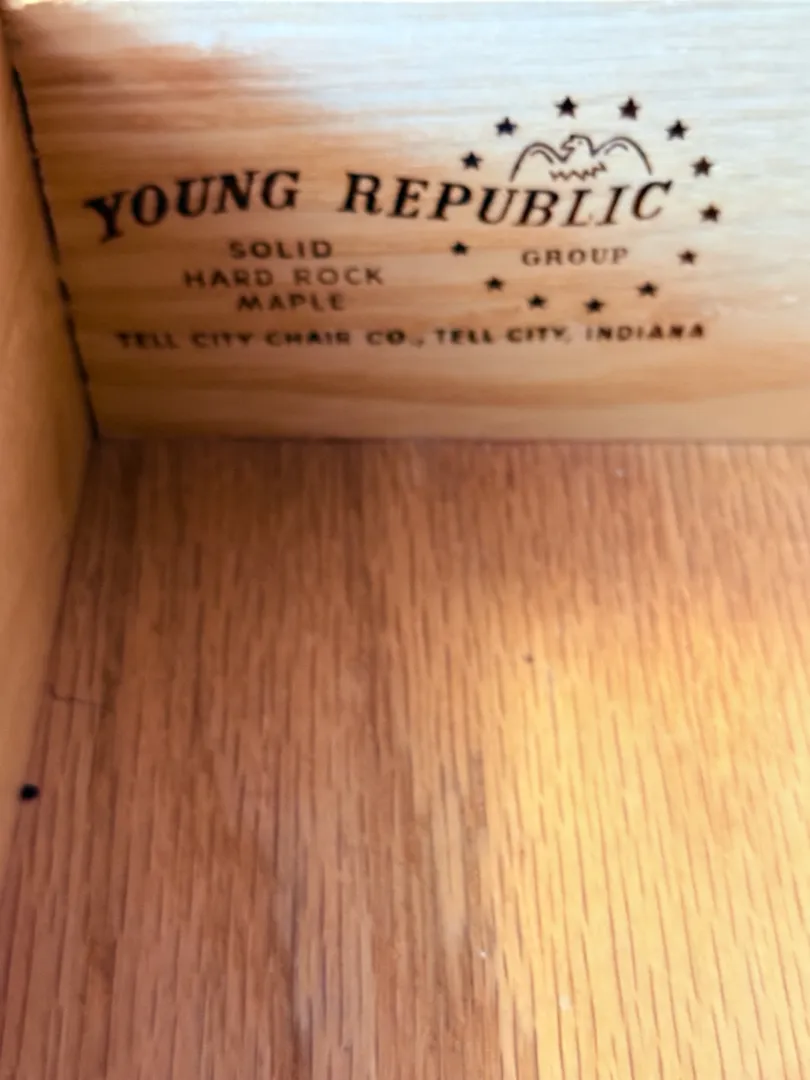 YOUNG REPUBLIC
SOLID
HARD ROCK
MAPLE
GROUP
TELL CITY CHAIR CO., TELL CITY, INDIANA